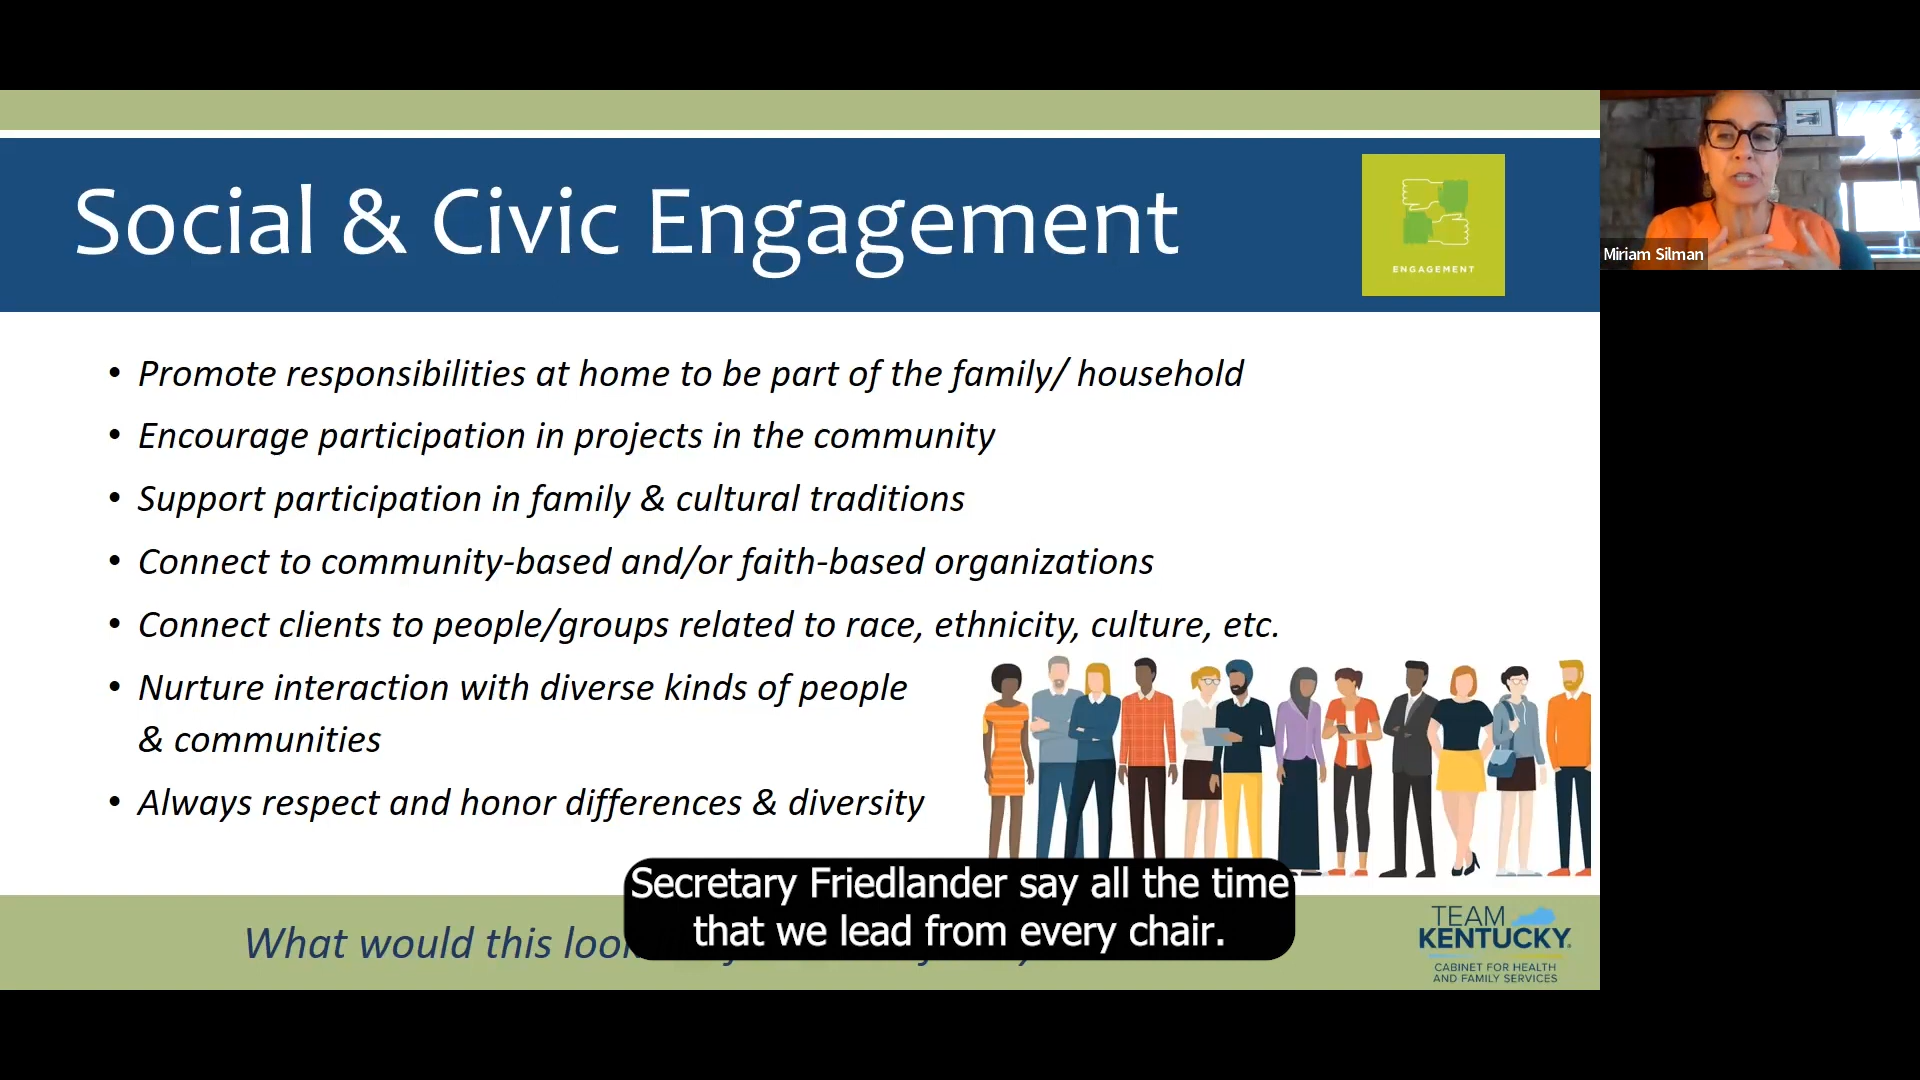 Social & Civic Engagement
ENGAGEMENT
Miriam Silman
• Promote responsibilities at home to be part of the family/ household
• Encourage participation in projects in the community
• Support participation in family & cultural traditions
• Connect to community-based and/or faith-based organizations
• Connect clients to people/groups related to race, ethnicity, culture, etc.
• Nurture interaction with diverse kinds of people
& communities
• Always respect and honor differences & diversity
Secretary Friedlander say all the time
that we lead from every chair.
What would this look
TEAM
KENTUCKY
CABINET FOR HEALTH
AND FAMILY SERVICES